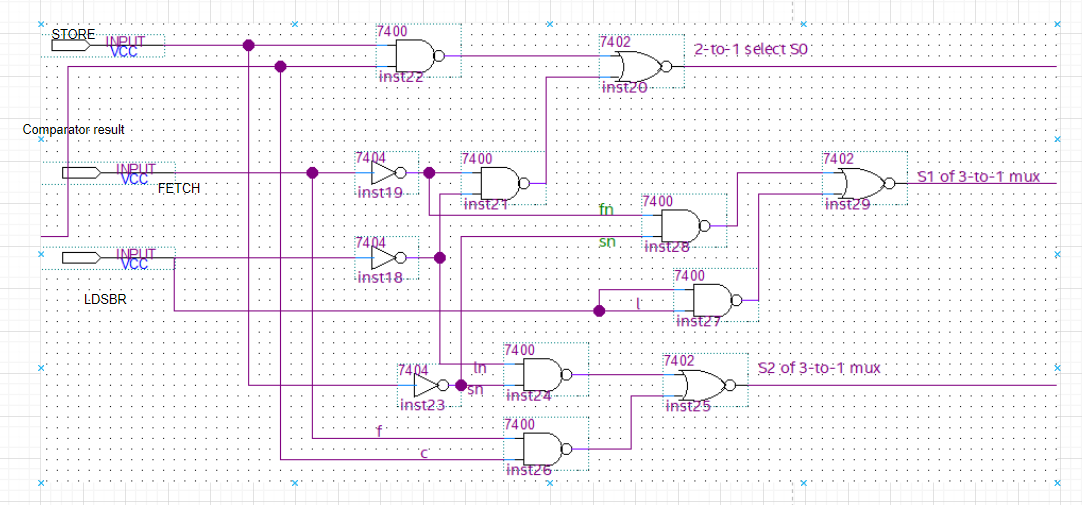 STORE
INPUT
VCC
7400
inst22
7402
inst20
2-to-1 select S0
Comparator result
INPUT
VCC
FETCH
7404
inst19
7400
inst21
7402
inst29
S1 of 3-to-1 mux
fn
sn
7400
inst28
INPUT
VCC
LDSBR
7404
inst18
7400
inst27
l
7404
inst23
ln
sn
7400
inst24
7402
inst25
S2 of 3-to-1 mux
f
c
7400
inst26